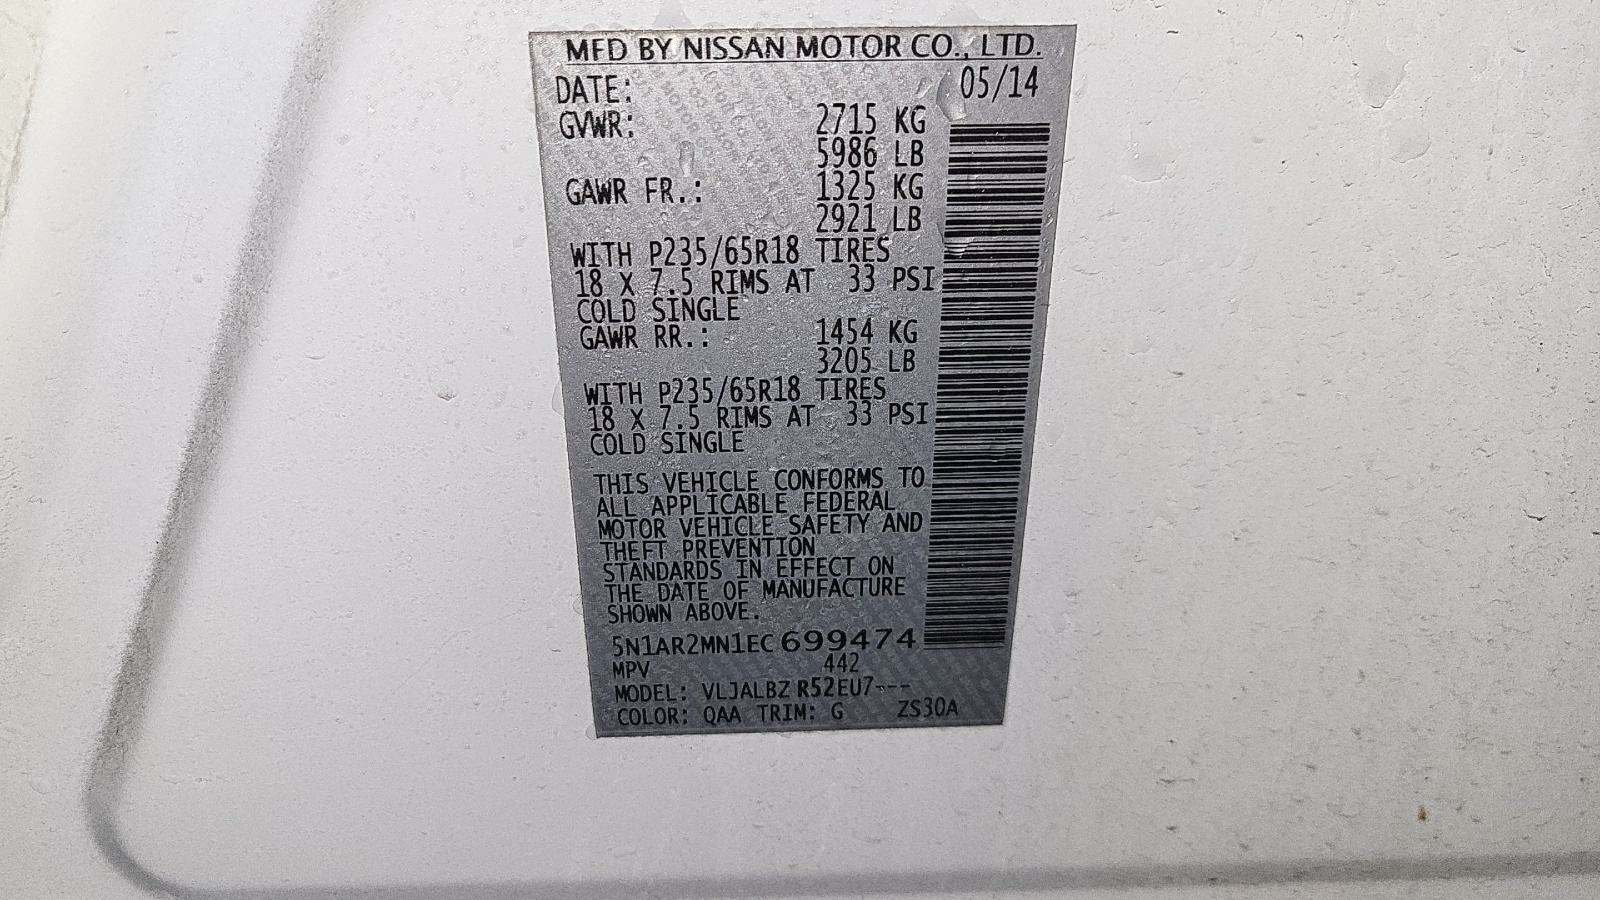 MFD BY NISSAN MOTOR CO., LTD.
DATE: 05/14
GVWR: 2715 KG
5986 LB
GAWR FR.: 1325 KG
2921 LB
WITH P235/65R18 TIRES
18 X 7.5 RIMS AT 33 PSI
COLD SINGLE
GAWR RR.: 1454 KG
3205 LB
WITH P235/65R18 TIRES
18 X 7.5 RIMS AT 33 PSI
COLD SINGLE
THIS VEHICLE CONFORMS TO
ALL APPLICABLE FEDERAL
MOTOR VEHICLE SAFETY AND
THEFT PREVENTION
STANDARDS IN EFFECT ON
THE DATE OF MANUFACTURE
SHOWN ABOVE.
5N1AR2MN1EC699474
MPV 442
MODEL: VLJALBZ R52EU7---
COLOR: QAA TRIM: G ZS30A